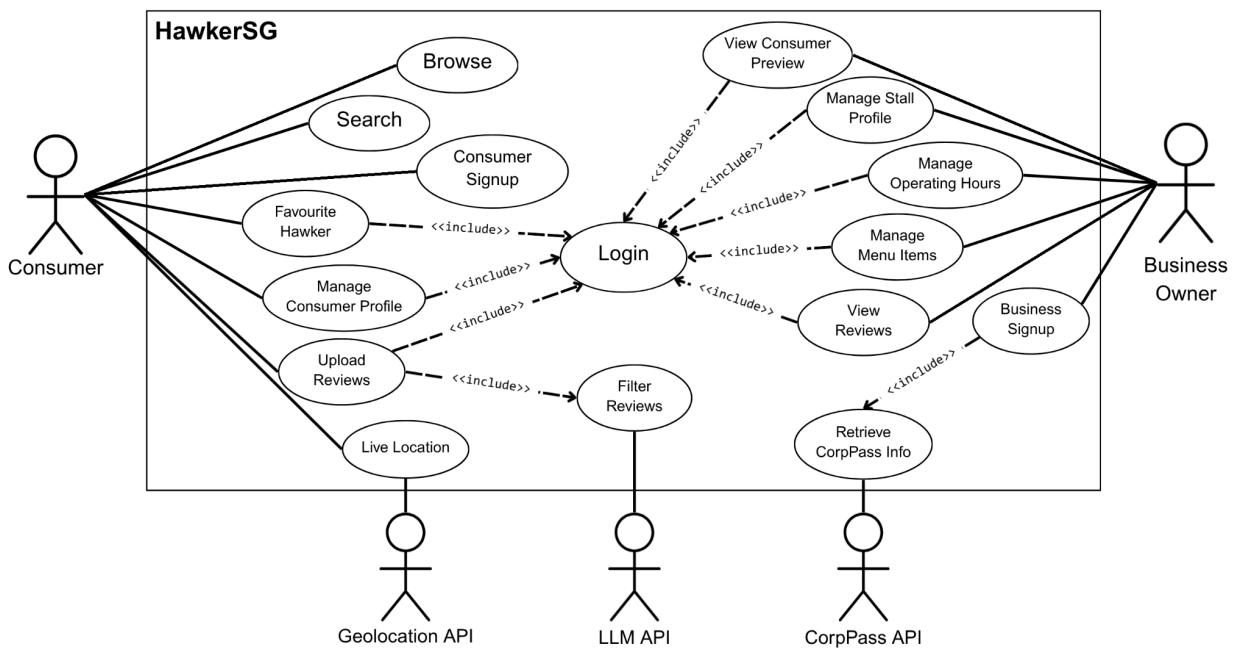 HawkerSG
Browse
Search
Consumer
Signup
Favourite
Hawker
Manage
Consumer Profile
Upload
Reviews
Live Location
Consumer
<<include>>
<<include>>
<<include>>
<<include>>
Login
Filter
Reviews
View Consumer
Preview
Manage Stall
Profile
Manage
Operating Hours
Manage
Menu Items
View
Reviews
Business
Signup
<<include>>
<<include>>
<<include>>
<<include>>
<<include>>
<<include>>
Retrieve
CorpPass Info
Business
Owner
Geolocation API
LLM API
CorpPass API